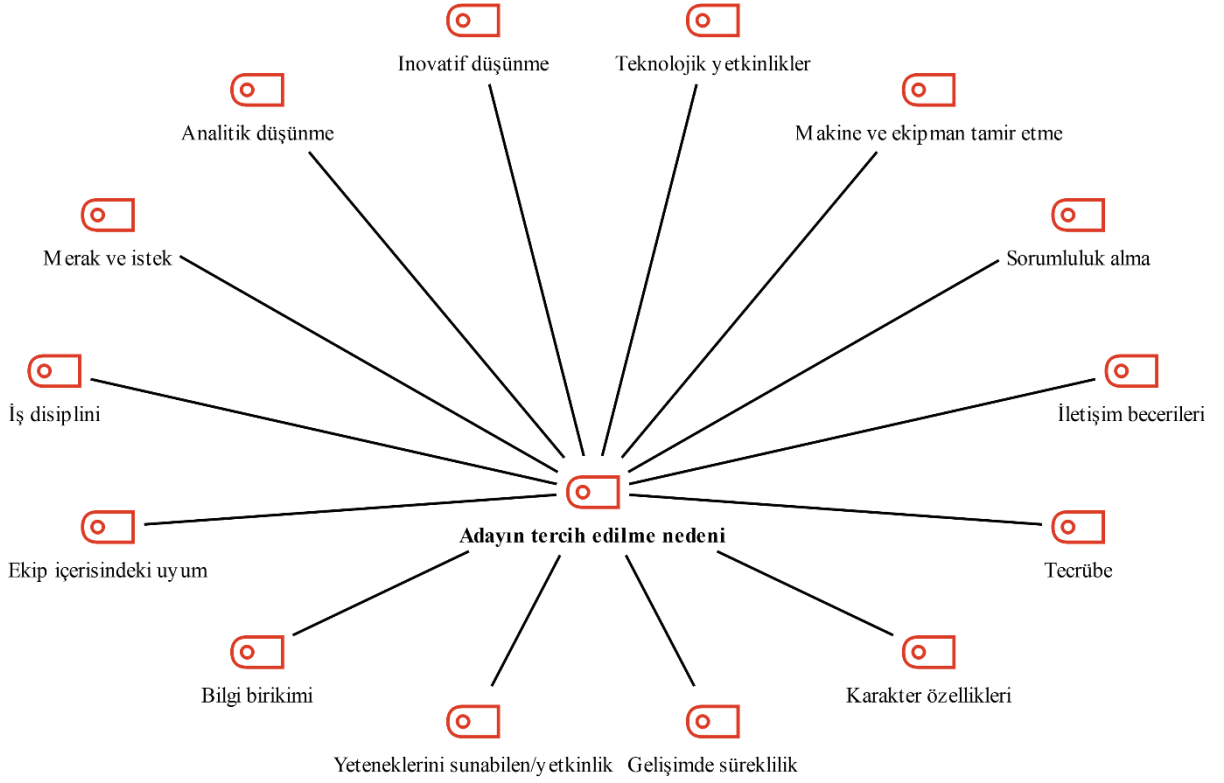 Inovatif düşünme
Teknolojik yetkinlikler
Analitik düşünme
Makine ve ekipman tamir etme
Merak ve istek
Sorumluluk alma
İş disiplini
İletişim becerileri
Adayın tercih edilme nedeni
Ekip içerisindeki uyum
Tecrübe
Bilgi birikimi
Karakter özellikleri
Yeteneklerini sunabilen/yetkinlik
Gelişimde süreklilik